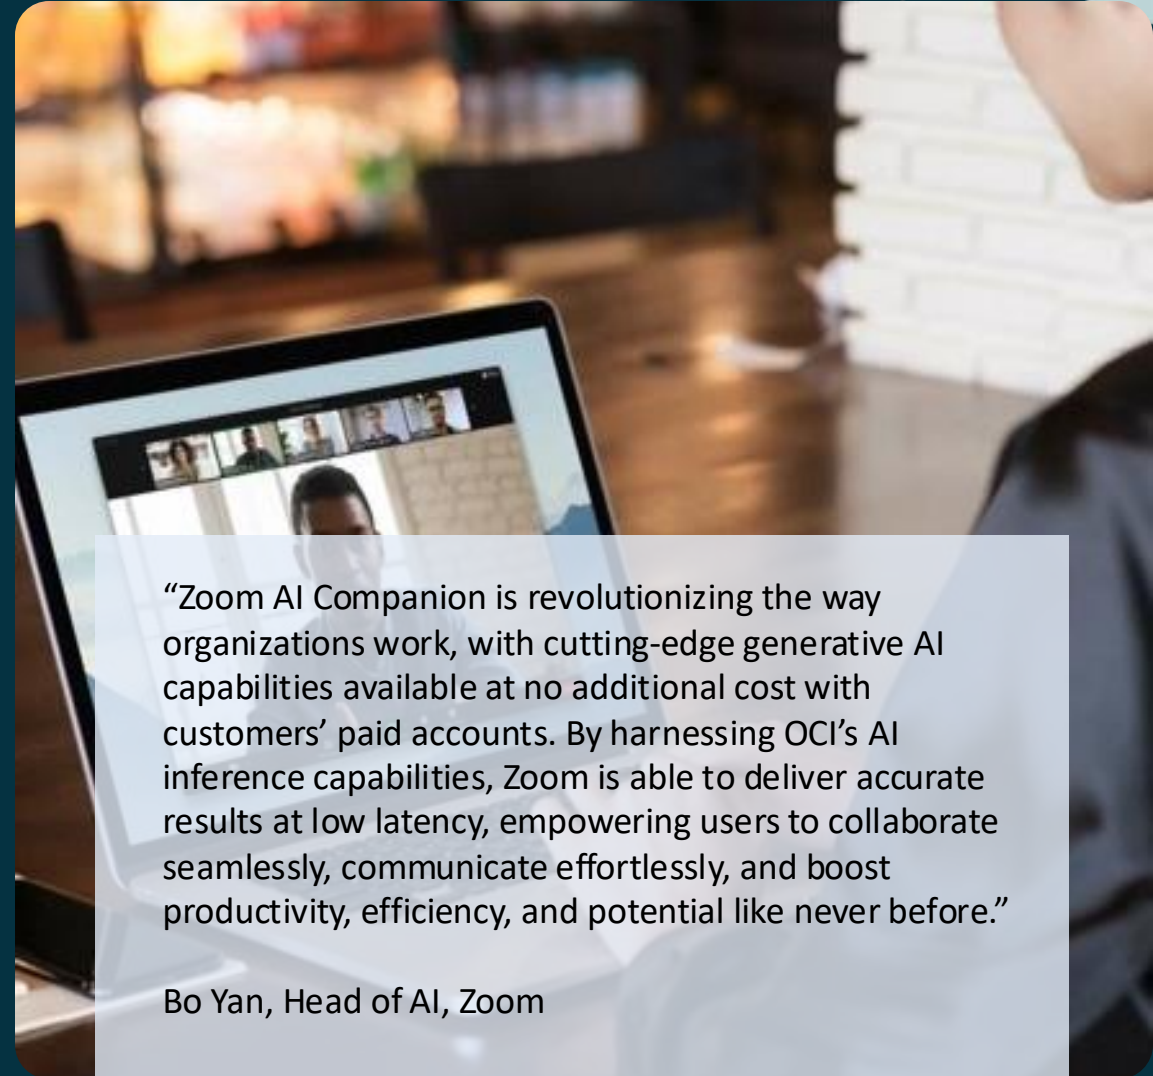 “Zoom AI Companion is revolutionizing the way
organizations work, with cutting-edge generative AI
capabilities available at no additional cost with
customers’ paid accounts. By harnessing OCI’s AI
inference capabilities, Zoom is able to deliver accurate
results at low latency, empowering users to collaborate
seamlessly, communicate effortlessly, and boost
productivity, efficiency, and potential like never before.”
Bo Yan, Head of AI, Zoom